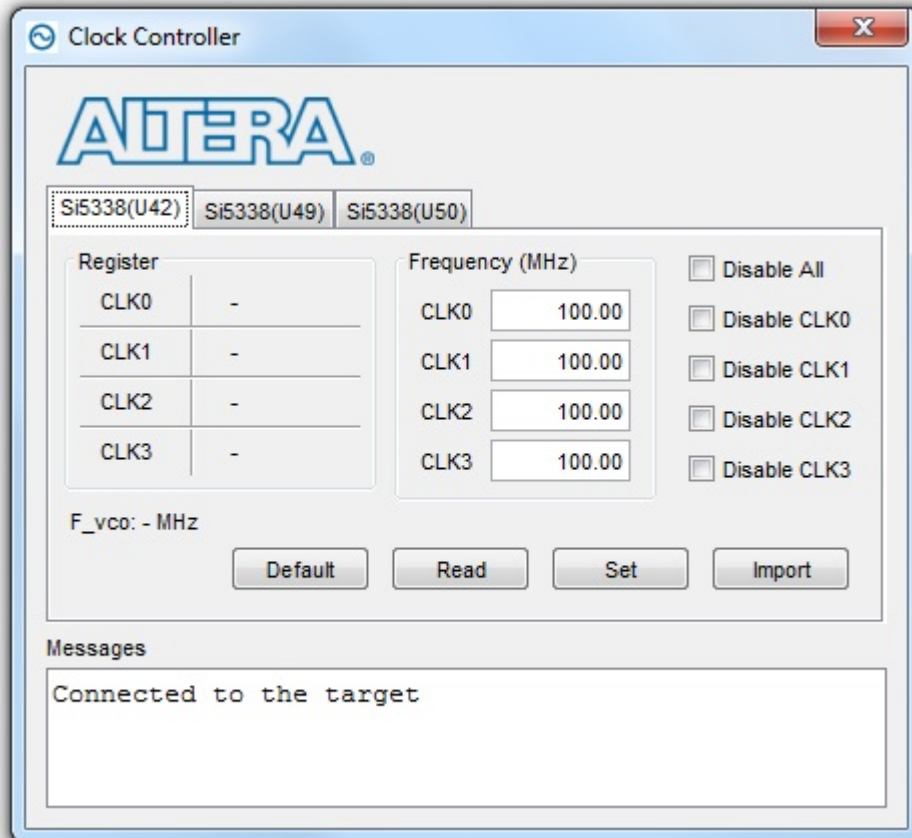 Clock Controller
ALTERA®
Si5338(U42) Si5338(U49) Si5338(U50)
Register
CLK0 -
CLK1 -
CLK2 -
CLK3 -
Frequency (MHz)
CLK0 100.00
CLK1 100.00
CLK2 100.00
CLK3 100.00
Disable All
Disable CLK0
Disable CLK1
Disable CLK2
Disable CLK3
F_vco: - MHz
Default Read Set Import
Messages
Connected to the target